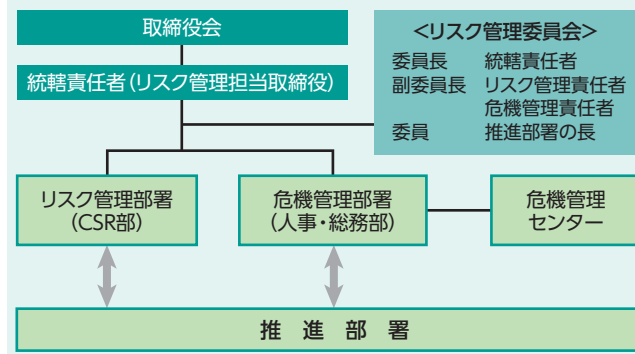 取締役会
統轄責任者(リスク管理担当取締役)
<リスク管理委員会>
委員長 統轄責任者
副委員長 リスク管理責任者
危機管理責任者
委員 推進部署の長
リスク管理部署
(CSR部)
危機管理部署
(人事・総務部)
危機管理
センター
推進部署